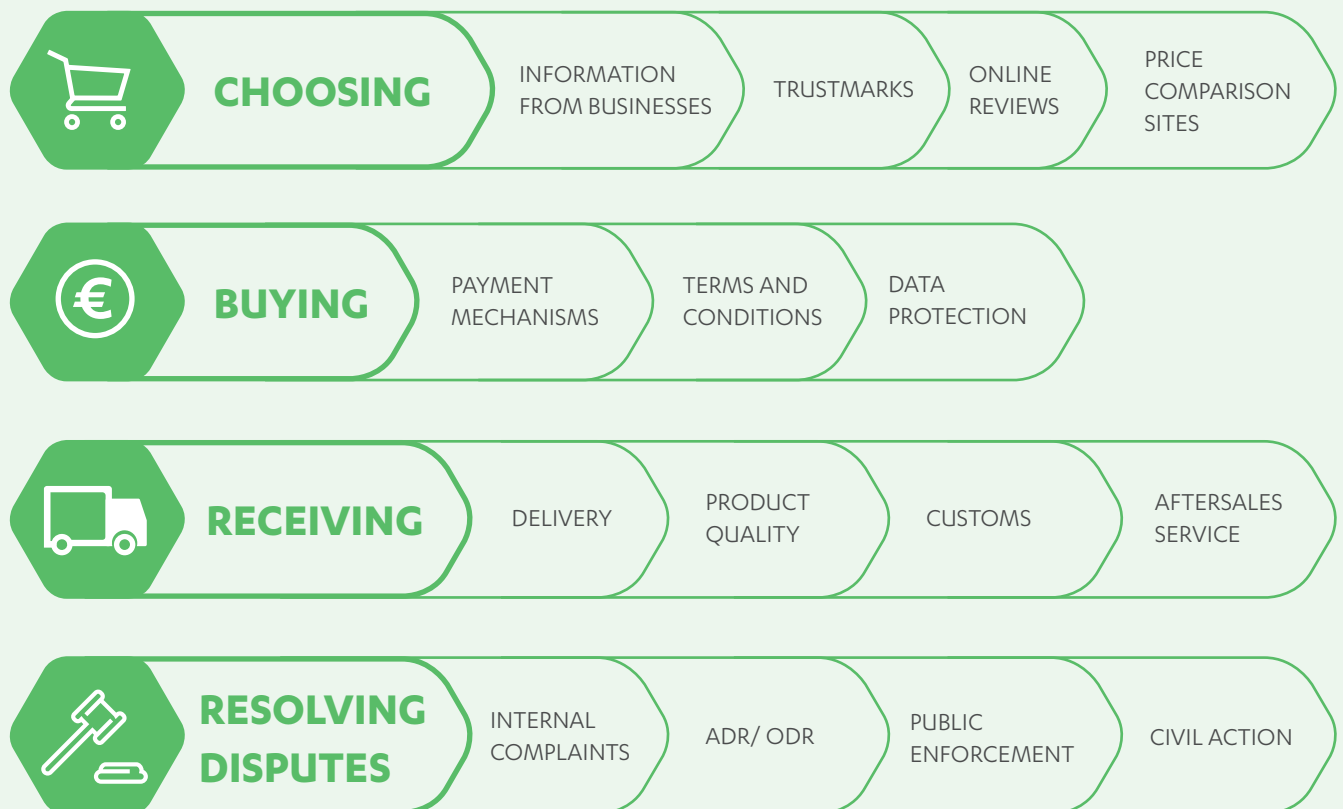 CHOOSING
INFORMATION
FROM BUSINESSES
TRUSTMARKS
ONLINE
REVIEWS
PRICE
COMPARISON
SITES
€
BUYING
PAYMENT
MECHANISMS
TERMS AND
CONDITIONS
DATA
PROTECTION
RECEIVING
DELIVERY
PRODUCT
QUALITY
CUSTOMS
AFTERSALES
SERVICE
RESOLVING
DISPUTES
INTERNAL
COMPLAINTS
ADR/ ODR
PUBLIC
ENFORCEMENT
CIVIL ACTION